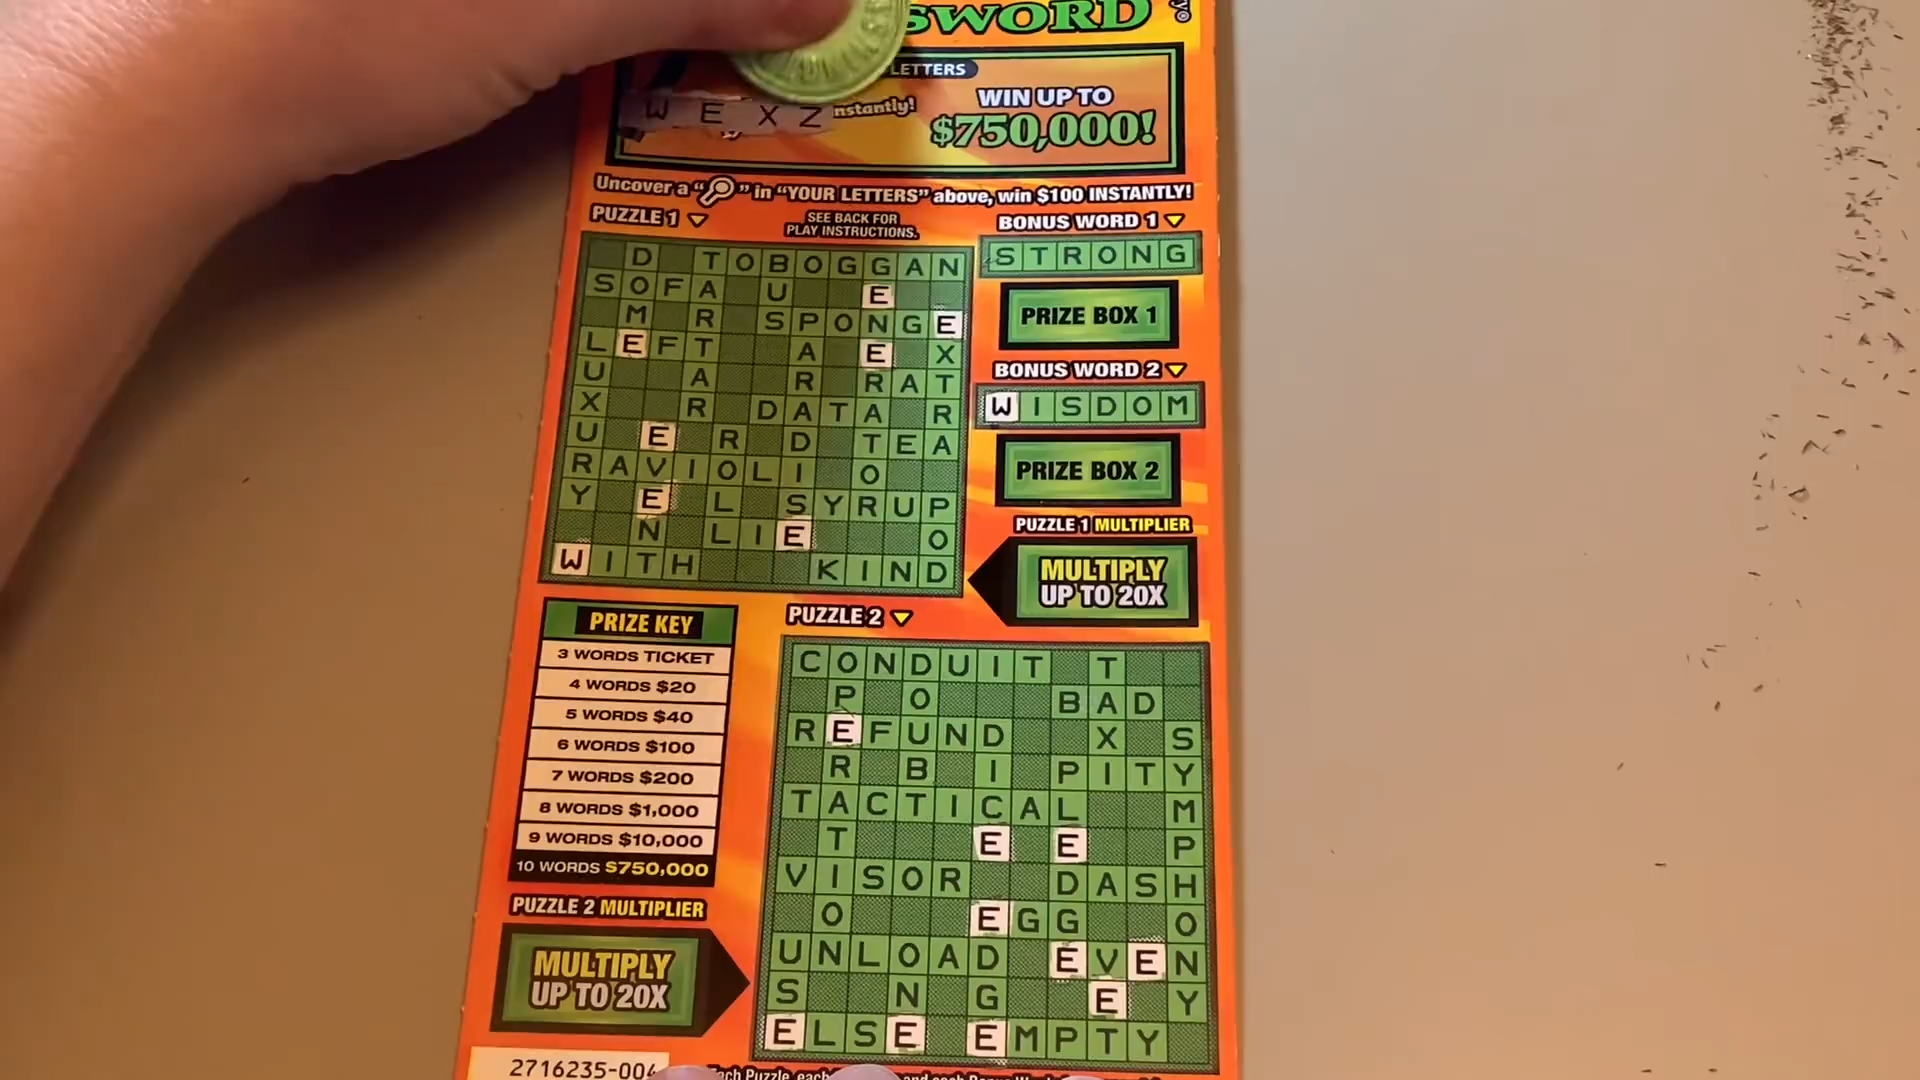 SWORD
LETTERS
W E X Z
nstantly!
WIN UP TO
$750,000!
Uncover a " " in "YOUR LETTERS" above, win $100 INSTANTLY!
PUZZLE 1
SEE BACK FOR
PLAY INSTRUCTIONS.
BONUS WORD 1
D TOBOGGAN
SOFA U E
M R SPONGE
LEFT A E X
U A R RAT
X R DATA R
U E R D TEA
RAVIOLI O
Y E L SYRUP
N LIE O
WITH KIND
STRONG
PRIZE BOX 1
BONUS WORD 2
WISDOM
PRIZE BOX 2
PUZZLE 1 MULTIPLIER
MULTIPLY
UP TO 20X
PRIZE KEY
3 WORDS TICKET
4 WORDS $20
5 WORDS $40
6 WORDS $100
7 WORDS $200
8 WORDS $1,000
9 WORDS $10,000
10 WORDS $750,000
PUZZLE 2 MULTIPLIER
MULTIPLY
UP TO 20X
PUZZLE 2
CONDUIT T
P O BAD
REFUND X S
R B I PITY
TACTICAL M
T E E P
VISOR DASH
O EGG O
UNLOAD EVEN
S N G E Y
ELSE EMPTY
2716235-004